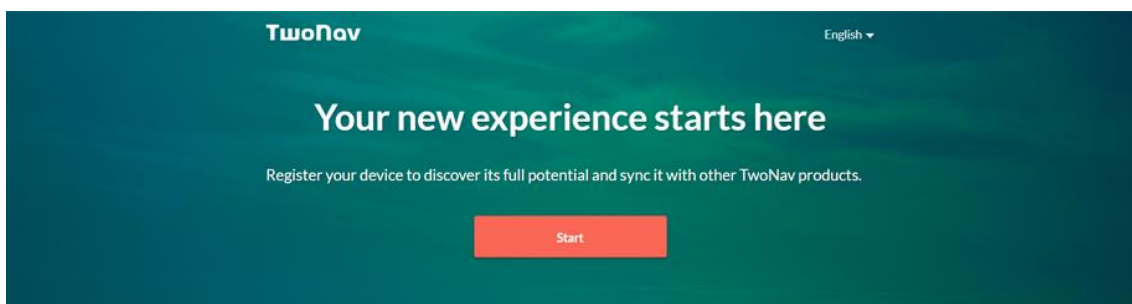 TwoNav
English
Your new experience starts here
Register your device to discover its full potential and sync it with other TwoNav products.
Start